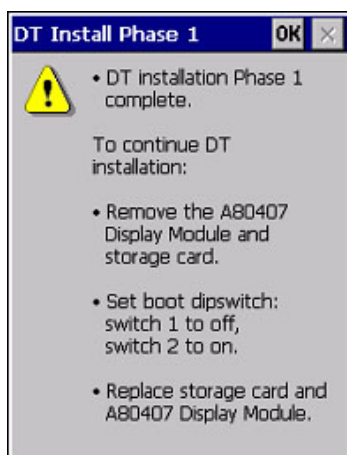 DT Install Phase 1 OK ×
• DT installation Phase 1
complete.
To continue DT
installation:
• Remove the A80407
Display Module and
storage card.
• Set boot dipswitch:
switch 1 to off,
switch 2 to on.
• Replace storage card and
A80407 Display Module.